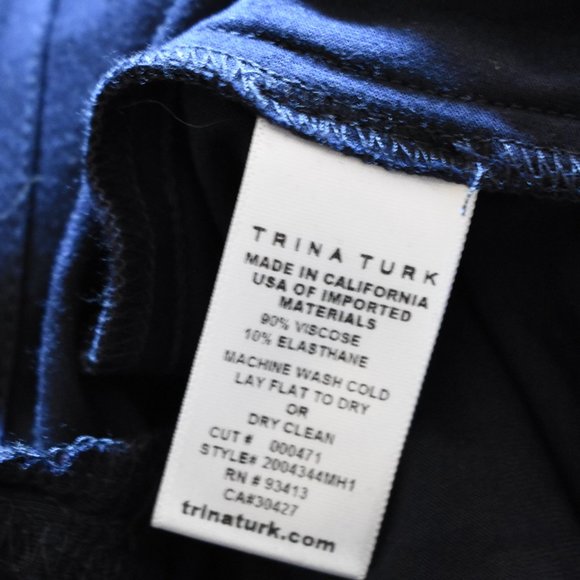 TRINA TURK
MADE IN CALIFORNIA
USA OF IMPORTED
MATERIALS
90% VISCOSE
10% ELASTHANE
MACHINE WASH COLD
LAY FLAT TO DRY
OR
DRY CLEAN
CUT # 000471
STYLE# 2004344MH1
RN # 93413
CA#30427
trinaturk.com